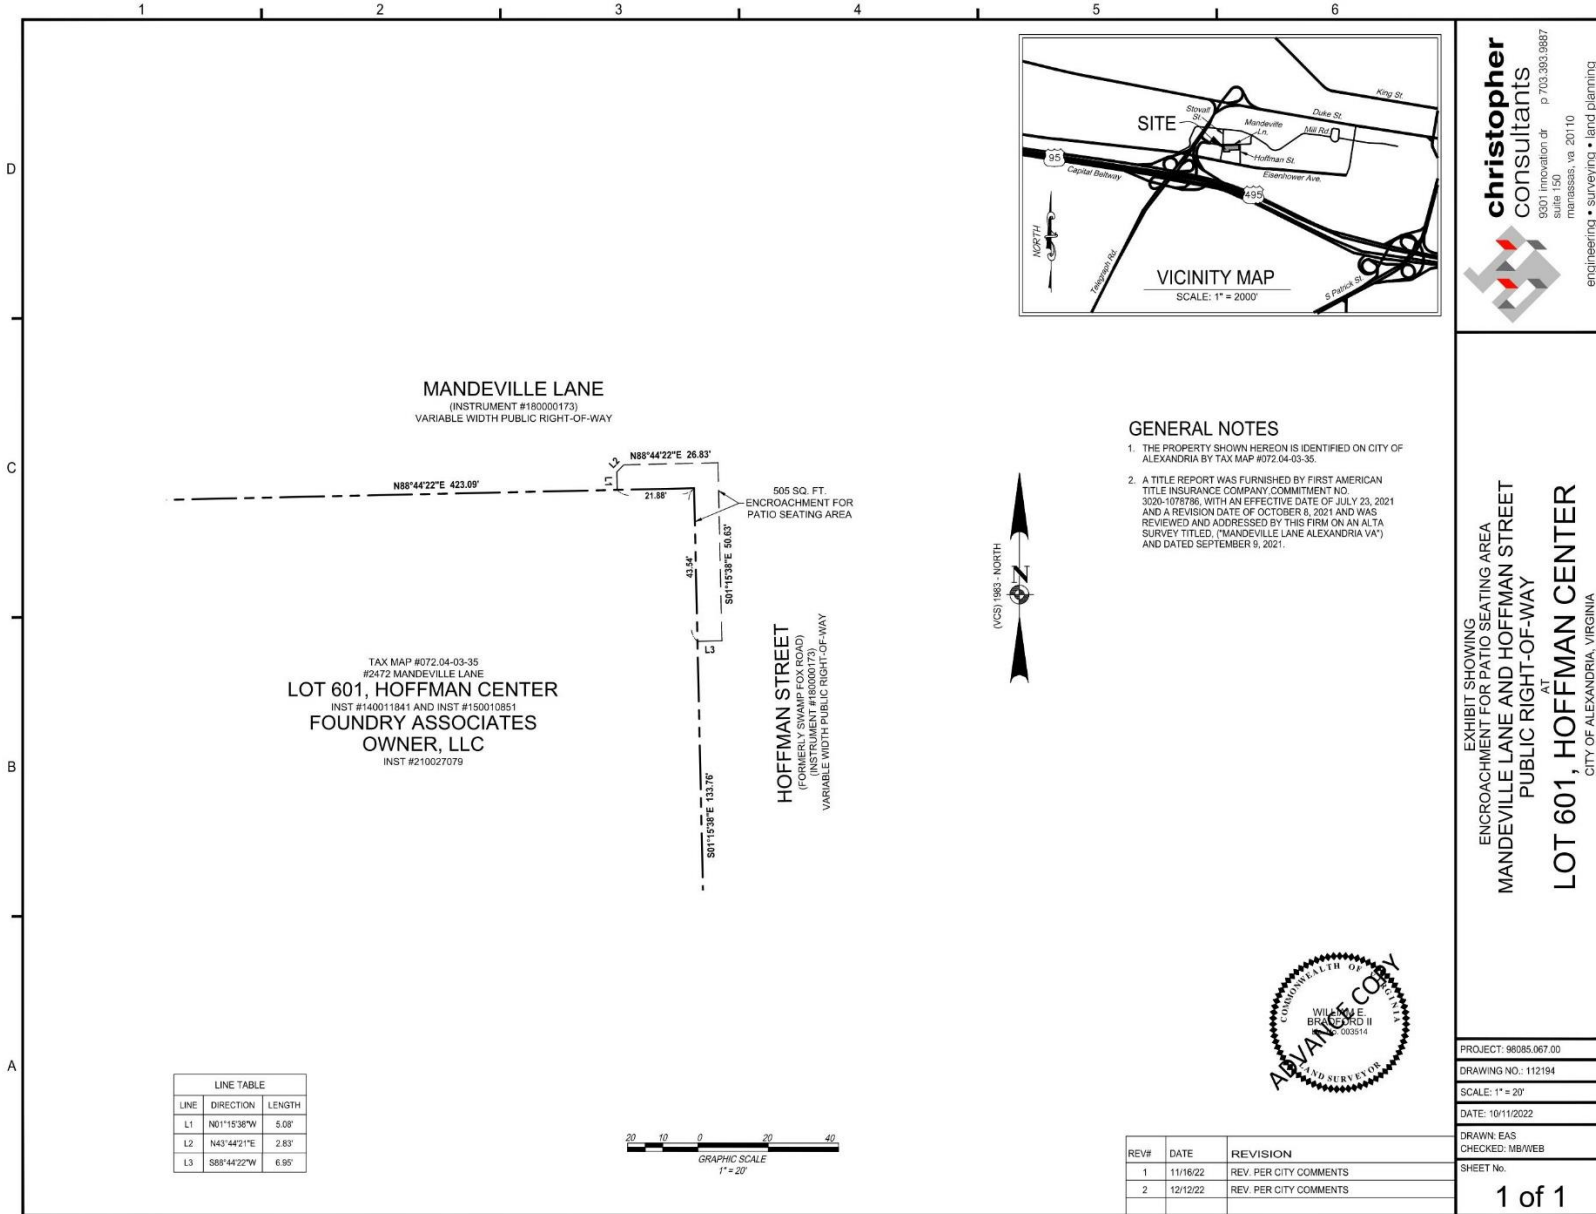 1 2 3 4 5 6
D
C
B
A
SITE
Stovall
St.
Mandeville
Ln.
Mill Rd.
King St.
Duke St.
Hoffman St.
Eisenhower Ave.
95
Capital Beltway
495
NORTH
Telegraph Rd.
S Patrick St.
VICINITY MAP
SCALE: 1" = 2000'
christopher
consultants
9301 innovation dr p 703.393.9887
suite 150
manassas, va 20110
engineering • surveying • land planning
MANDEVILLE LANE
(INSTRUMENT #180000173)
VARIABLE WIDTH PUBLIC RIGHT-OF-WAY
N88°44'22"E 423.09'
L1
L2
N88°44'22"E 26.83'
21.88'
505 SQ. FT.
ENCROACHMENT FOR
PATIO SEATING AREA
43.54'
S01°15'38"E 50.63'
L3
S01°15'38"E 133.76'
HOFFMAN STREET
(FORMERLY SWAMP FOX ROAD)
(INSTRUMENT #180000173)
VARIABLE WIDTH PUBLIC RIGHT-OF-WAY
TAX MAP #072.04-03-35
#2472 MANDEVILLE LANE
LOT 601, HOFFMAN CENTER
INST #140011841 AND INST #150010851
FOUNDRY ASSOCIATES
OWNER, LLC
INST #210027079
GENERAL NOTES
1. THE PROPERTY SHOWN HEREON IS IDENTIFIED ON CITY OF
ALEXANDRIA BY TAX MAP #072.04-03-35.
2. A TITLE REPORT WAS FURNISHED BY FIRST AMERICAN
TITLE INSURANCE COMPANY,COMMITMENT NO.
3020-1078786, WITH AN EFFECTIVE DATE OF JULY 23, 2021
AND A REVISION DATE OF OCTOBER 8, 2021 AND WAS
REVIEWED AND ADDRESSED BY THIS FIRM ON AN ALTA
SURVEY TITLED, ("MANDEVILLE LANE ALEXANDRIA VA")
AND DATED SEPTEMBER 9, 2021.
(VCS) 1983 - NORTH
N
EXHIBIT SHOWING
ENCROACHMENT FOR PATIO SEATING AREA
MANDEVILLE LANE AND HOFFMAN STREET
PUBLIC RIGHT-OF-WAY
AT
LOT 601, HOFFMAN CENTER
CITY OF ALEXANDRIA, VIRGINIA
COMMONWEALTH OF VIRGINIA
WILLIAM E.
BRADFORD II
003514
LAND SURVEYOR
ADVANCE COPY
LINE TABLE
LINE DIRECTION LENGTH
L1 N01°15'38"W 5.08'
L2 N43°44'21"E 2.83'
L3 S88°44'22"W 6.95'
20 10 0 20 40
GRAPHIC SCALE
1" = 20'
REV# DATE REVISION
1 11/16/22 REV. PER CITY COMMENTS
2 12/12/22 REV. PER CITY COMMENTS
PROJECT: 98085.067.00
DRAWING NO.: 112194
SCALE: 1" = 20'
DATE: 10/11/2022
DRAWN: EAS
CHECKED: MB/WEB
SHEET No.
1 of 1